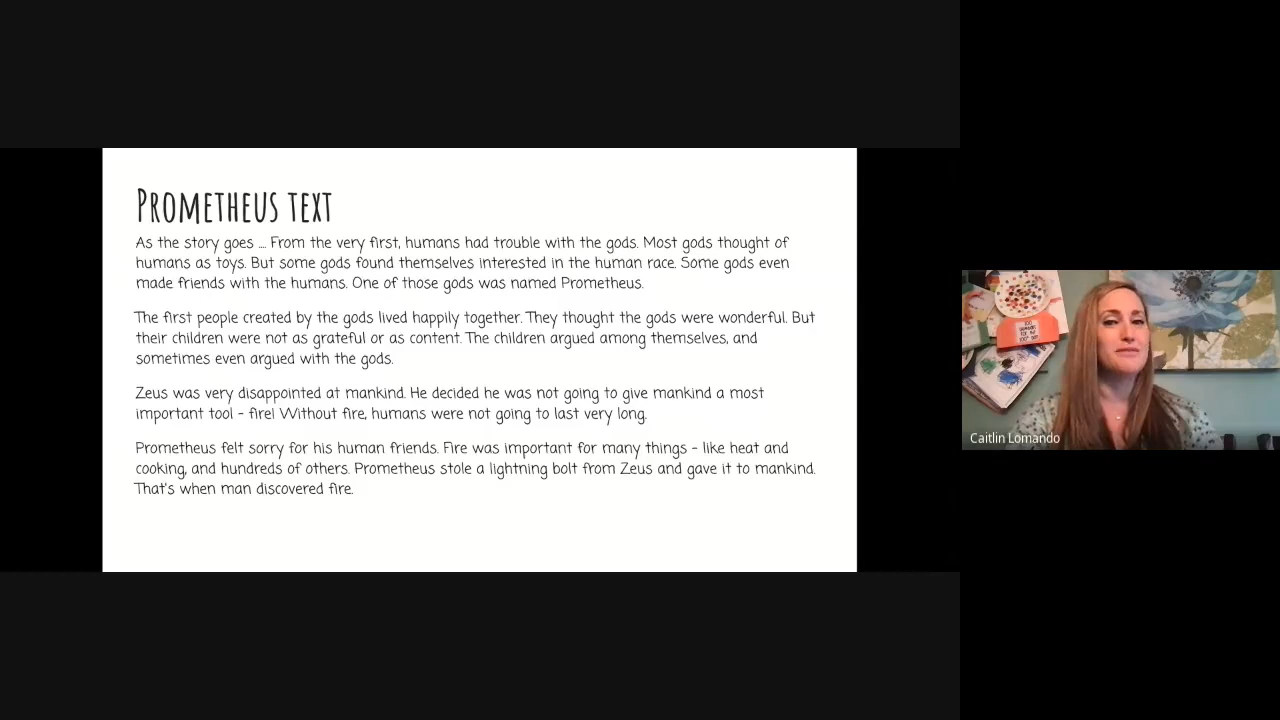 Prometheus text
As the story goes .... From the very first, humans had trouble with the gods. Most gods thought of
humans as toys. But some gods found themselves interested in the human race. Some gods even
made friends with the humans. One of those gods was named Prometheus.
The first people created by the gods lived happily together. They thought the gods were wonderful. But
their children were not as grateful or as content. The children argued among themselves, and
sometimes even argued with the gods.
Zeus was very disappointed at mankind. He decided he was not going to give mankind a most
important tool - fire! Without fire, humans were not going to last very long.
Prometheus felt sorry for his human friends. Fire was important for many things - like heat and
cooking, and hundreds of others. Prometheus stole a lightning bolt from Zeus and gave it to mankind.
That's when man discovered fire.
Caitlin Lomando